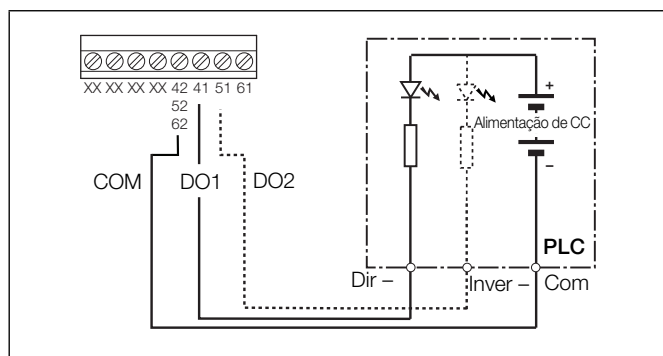 XX XX XX XX 42 41 51 61
52
62
COM DO1 DO2
+
Alimentação de CC
–
PLC
Dir – Inver – Com